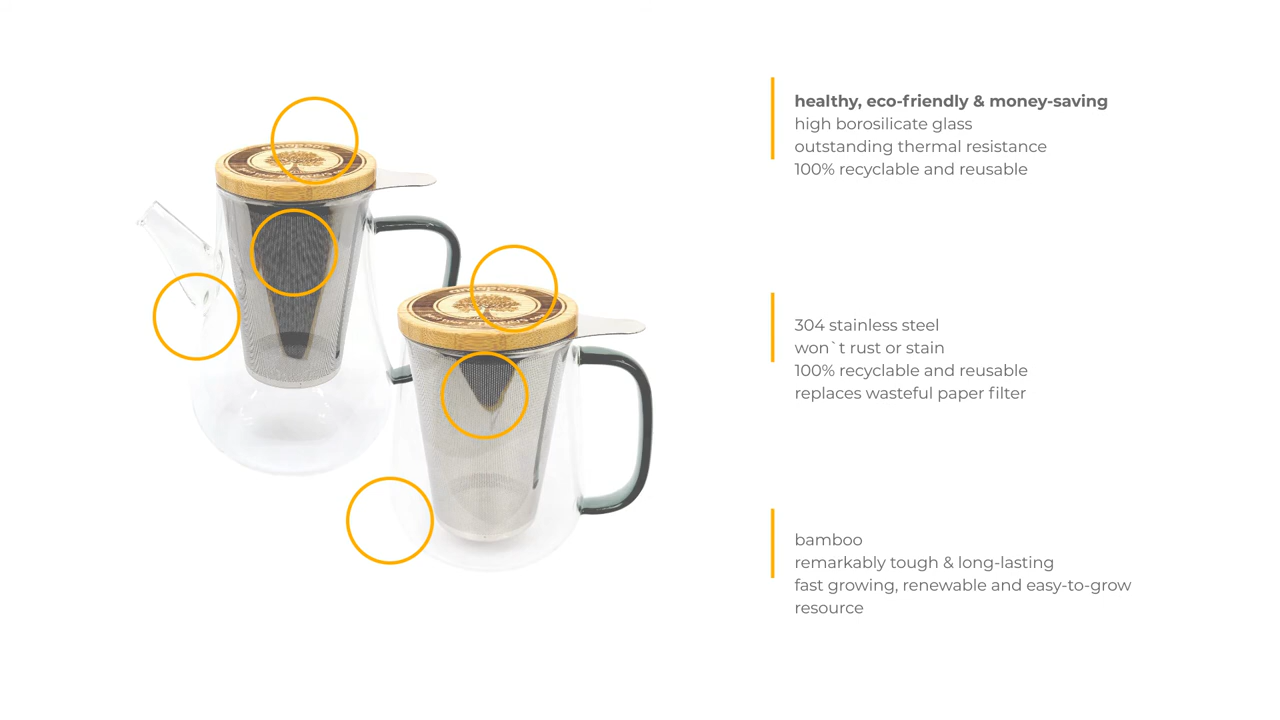 healthy, eco-friendly & money-saving
high borosilicate glass
outstanding thermal resistance
100% recyclable and reusable
304 stainless steel
won`t rust or stain
100% recyclable and reusable
replaces wasteful paper filter
bamboo
remarkably tough & long-lasting
fast growing, renewable and easy-to-grow
resource